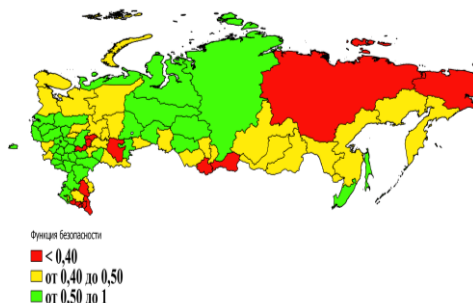 Функция безопасности
< 0,40
от 0,40 до 0,50
от 0,50 до 1